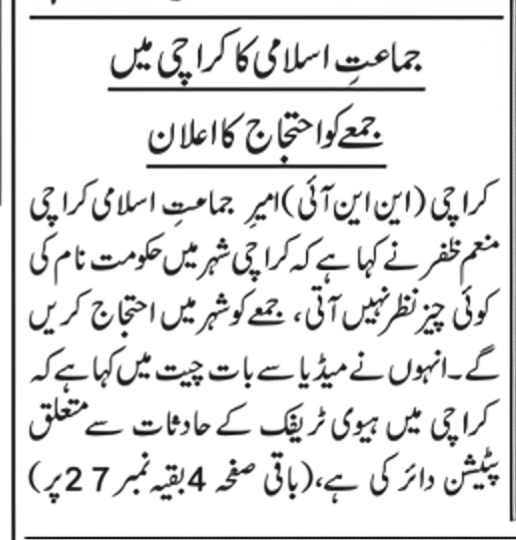 جماعتِ اسلامی کا کراچی میں
جمعے کو احتجاج کا اعلان
کراچی (این این آئی) امیرِ جماعتِ اسلامی کراچی
منعم ظفر نے کہا ہے کہ کراچی شہر میں حکومت نام کی
کوئی چیز نظر نہیں آتی، جمعے کو شہر میں احتجاج کریں
گے۔ انہوں نے میڈیا سے بات چیت میں کہا ہے کہ
کراچی میں ہیوی ٹریفک کے حادثات سے متعلق
پٹیشن دائر کی ہے، (باقی صفحہ 4 بقیہ نمبر 27 پر)